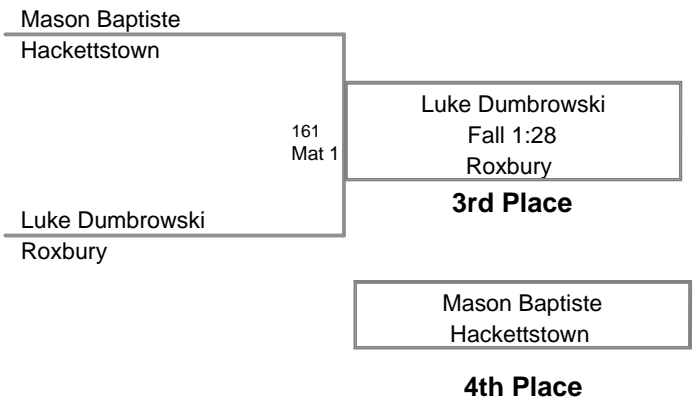 Mason Baptiste
Hackettstown
161
Mat 1
Luke Dumbrowski
Fall 1:28
Roxbury
3rd Place
Luke Dumbrowski
Roxbury
Mason Baptiste
Hackettstown
4th Place